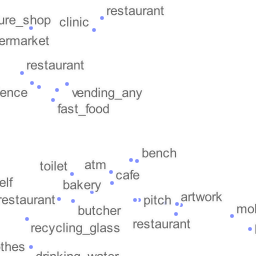 restaurant
ure_shop
clinic
ermarket
restaurant
ence
vending_any
fast_food
bench
toilet
atm
cafe
elf
bakery
restaurant
pitch
artwork
butcher
mol
restaurant
recycling_glass
othes
drinking_water